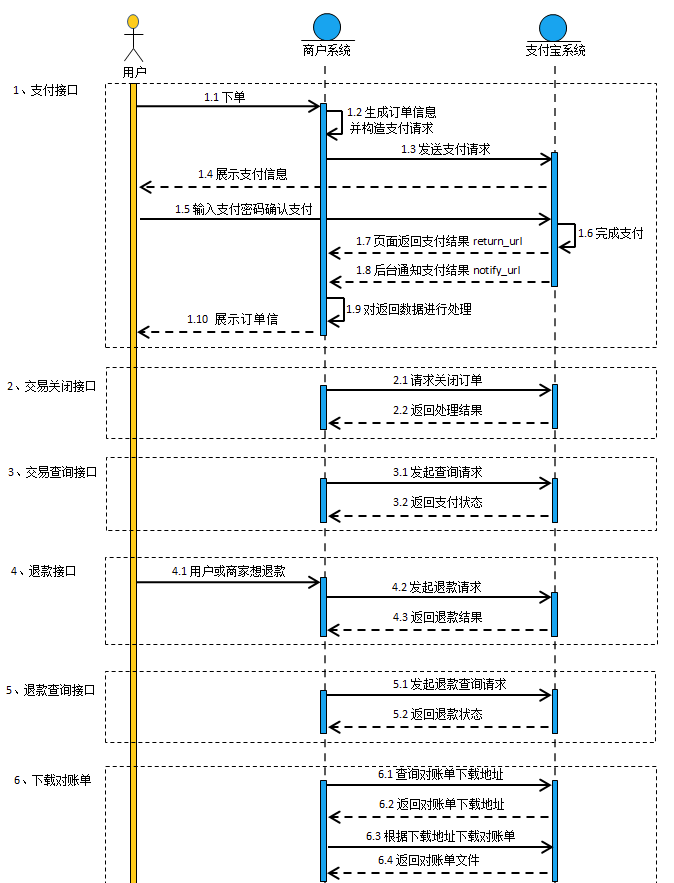 用户
商户系统
支付宝系统
1、支付接口
1.1 下单
1.2 生成订单信息
并构造支付请求
1.3 发送支付请求
1.4 展示支付信息
1.5 输入支付密码确认支付
1.6 完成支付
1.7 页面返回支付结果 return_url
1.8 后台通知支付结果 notify_url
1.9 对返回数据进行处理
1.10 展示订单信
2、交易关闭接口
2.1 请求关闭订单
2.2 返回处理结果
3、交易查询接口
3.1 发起查询请求
3.2 返回支付状态
4、退款接口
4.1 用户或商家想退款
4.2 发起退款请求
4.3 返回退款结果
5、退款查询接口
5.1 发起退款查询请求
5.2 返回退款状态
6、下载对账单
6.1 查询对账单下载地址
6.2 返回对账单下载地址
6.3 根据下载地址下载对账单
6.4 返回对账单文件